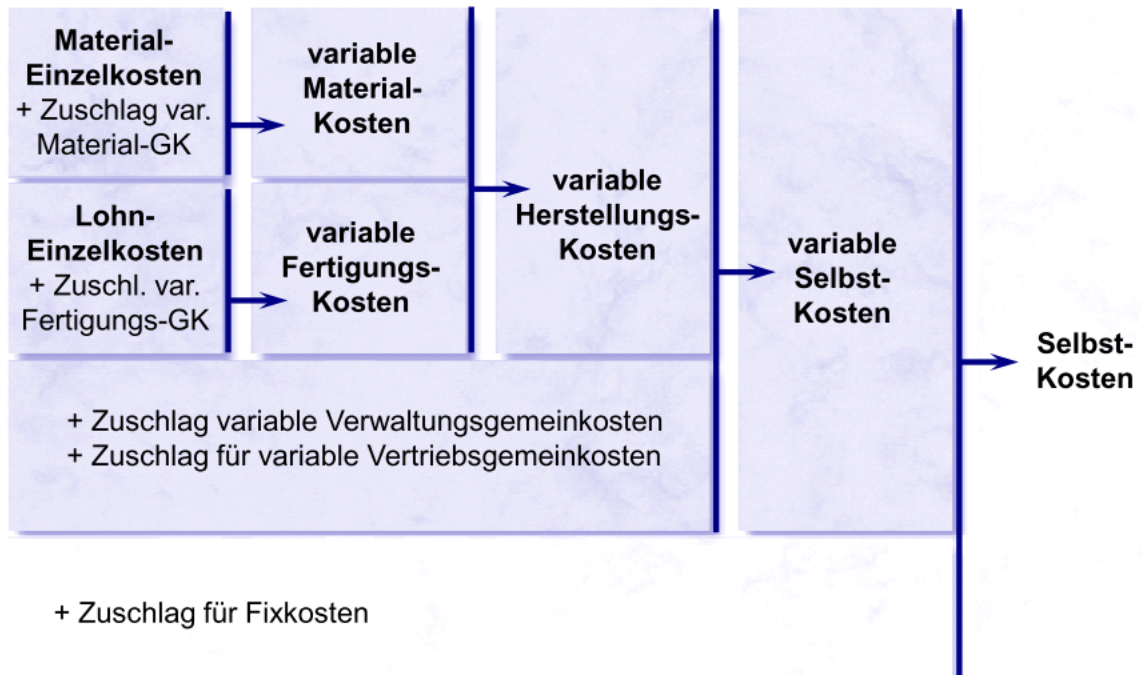 Material-
Einzelkosten
+ Zuschlag var.
Material-GK
variable
Material-
Kosten
Lohn-
Einzelkosten
+ Zuschl. var.
Fertigungs-GK
variable
Fertigungs-
Kosten
variable
Herstellungs-
Kosten
variable
Selbst-
Kosten
Selbst-
Kosten
+ Zuschlag variable Verwaltungsgemeinkosten
+ Zuschlag für variable Vertriebsgemeinkosten
+ Zuschlag für Fixkosten